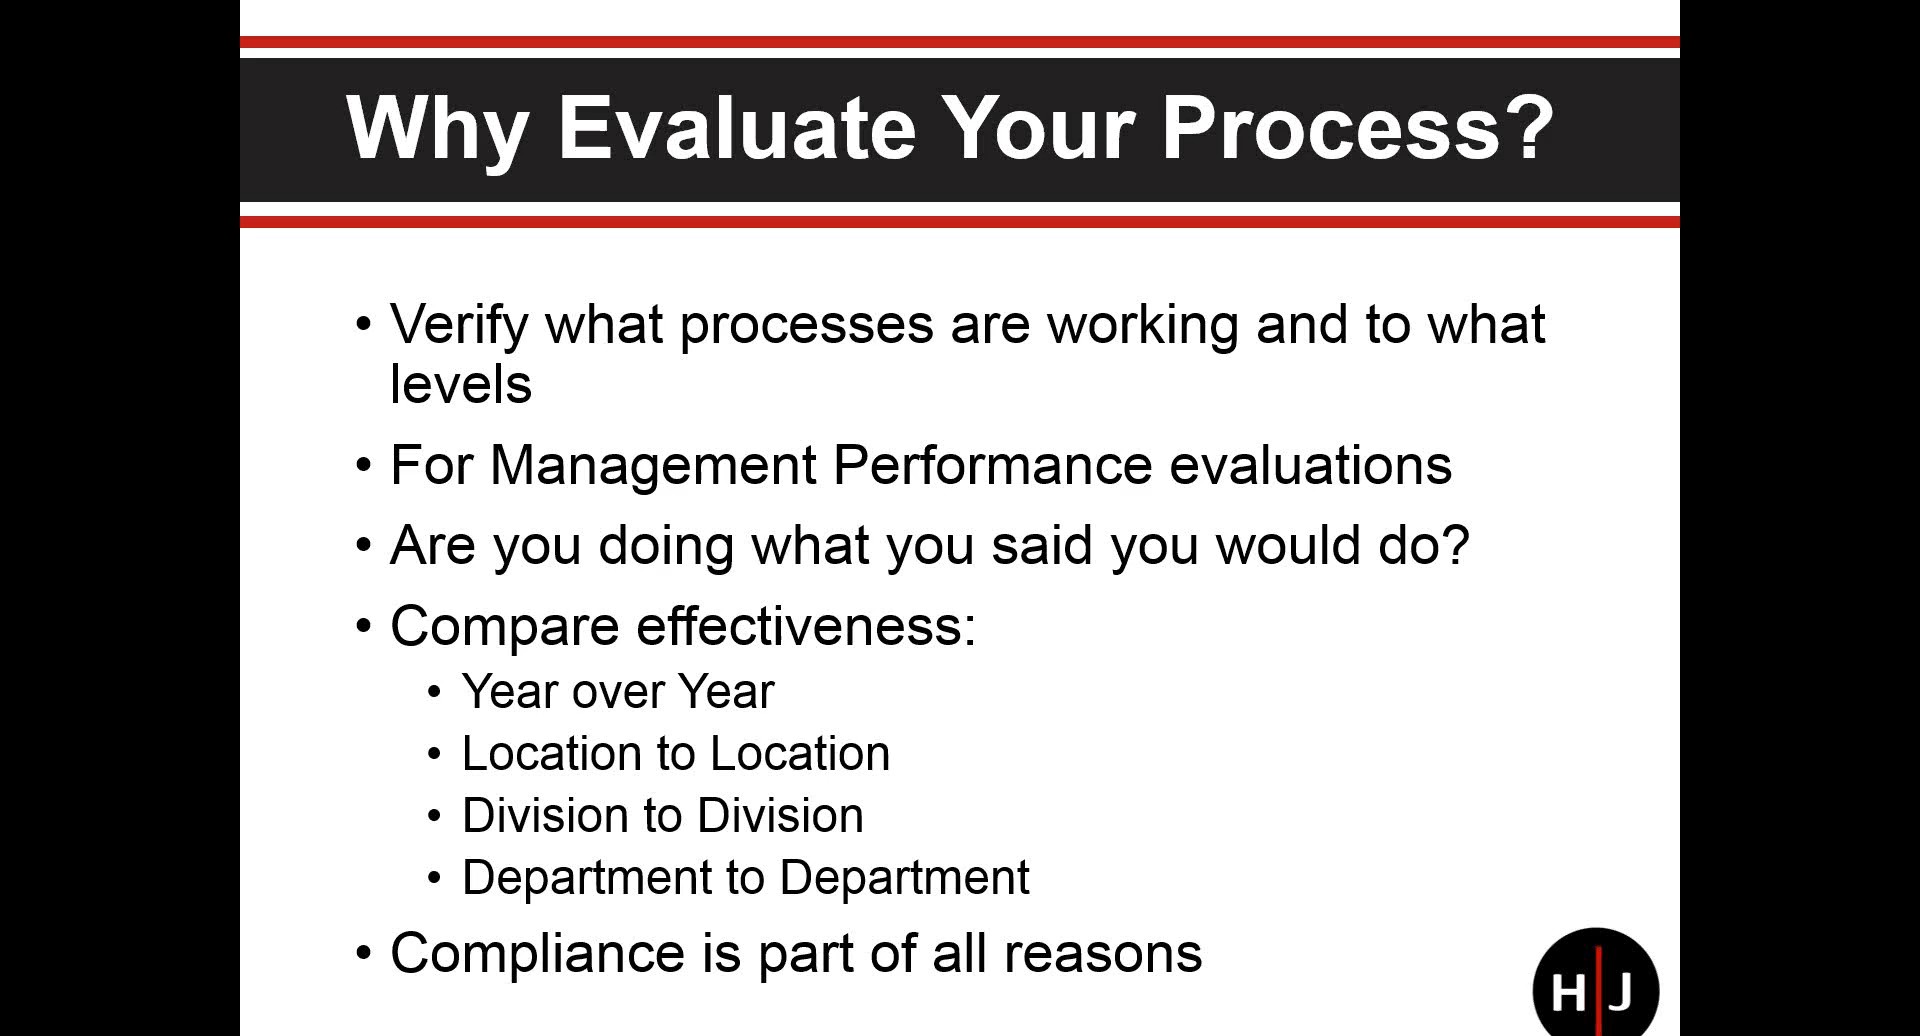 Why Evaluate Your Process?
• Verify what processes are working and to what
levels
• For Management Performance evaluations
• Are you doing what you said you would do?
• Compare effectiveness:
• Year over Year
• Location to Location
• Division to Division
• Department to Department
• Compliance is part of all reasons
H J